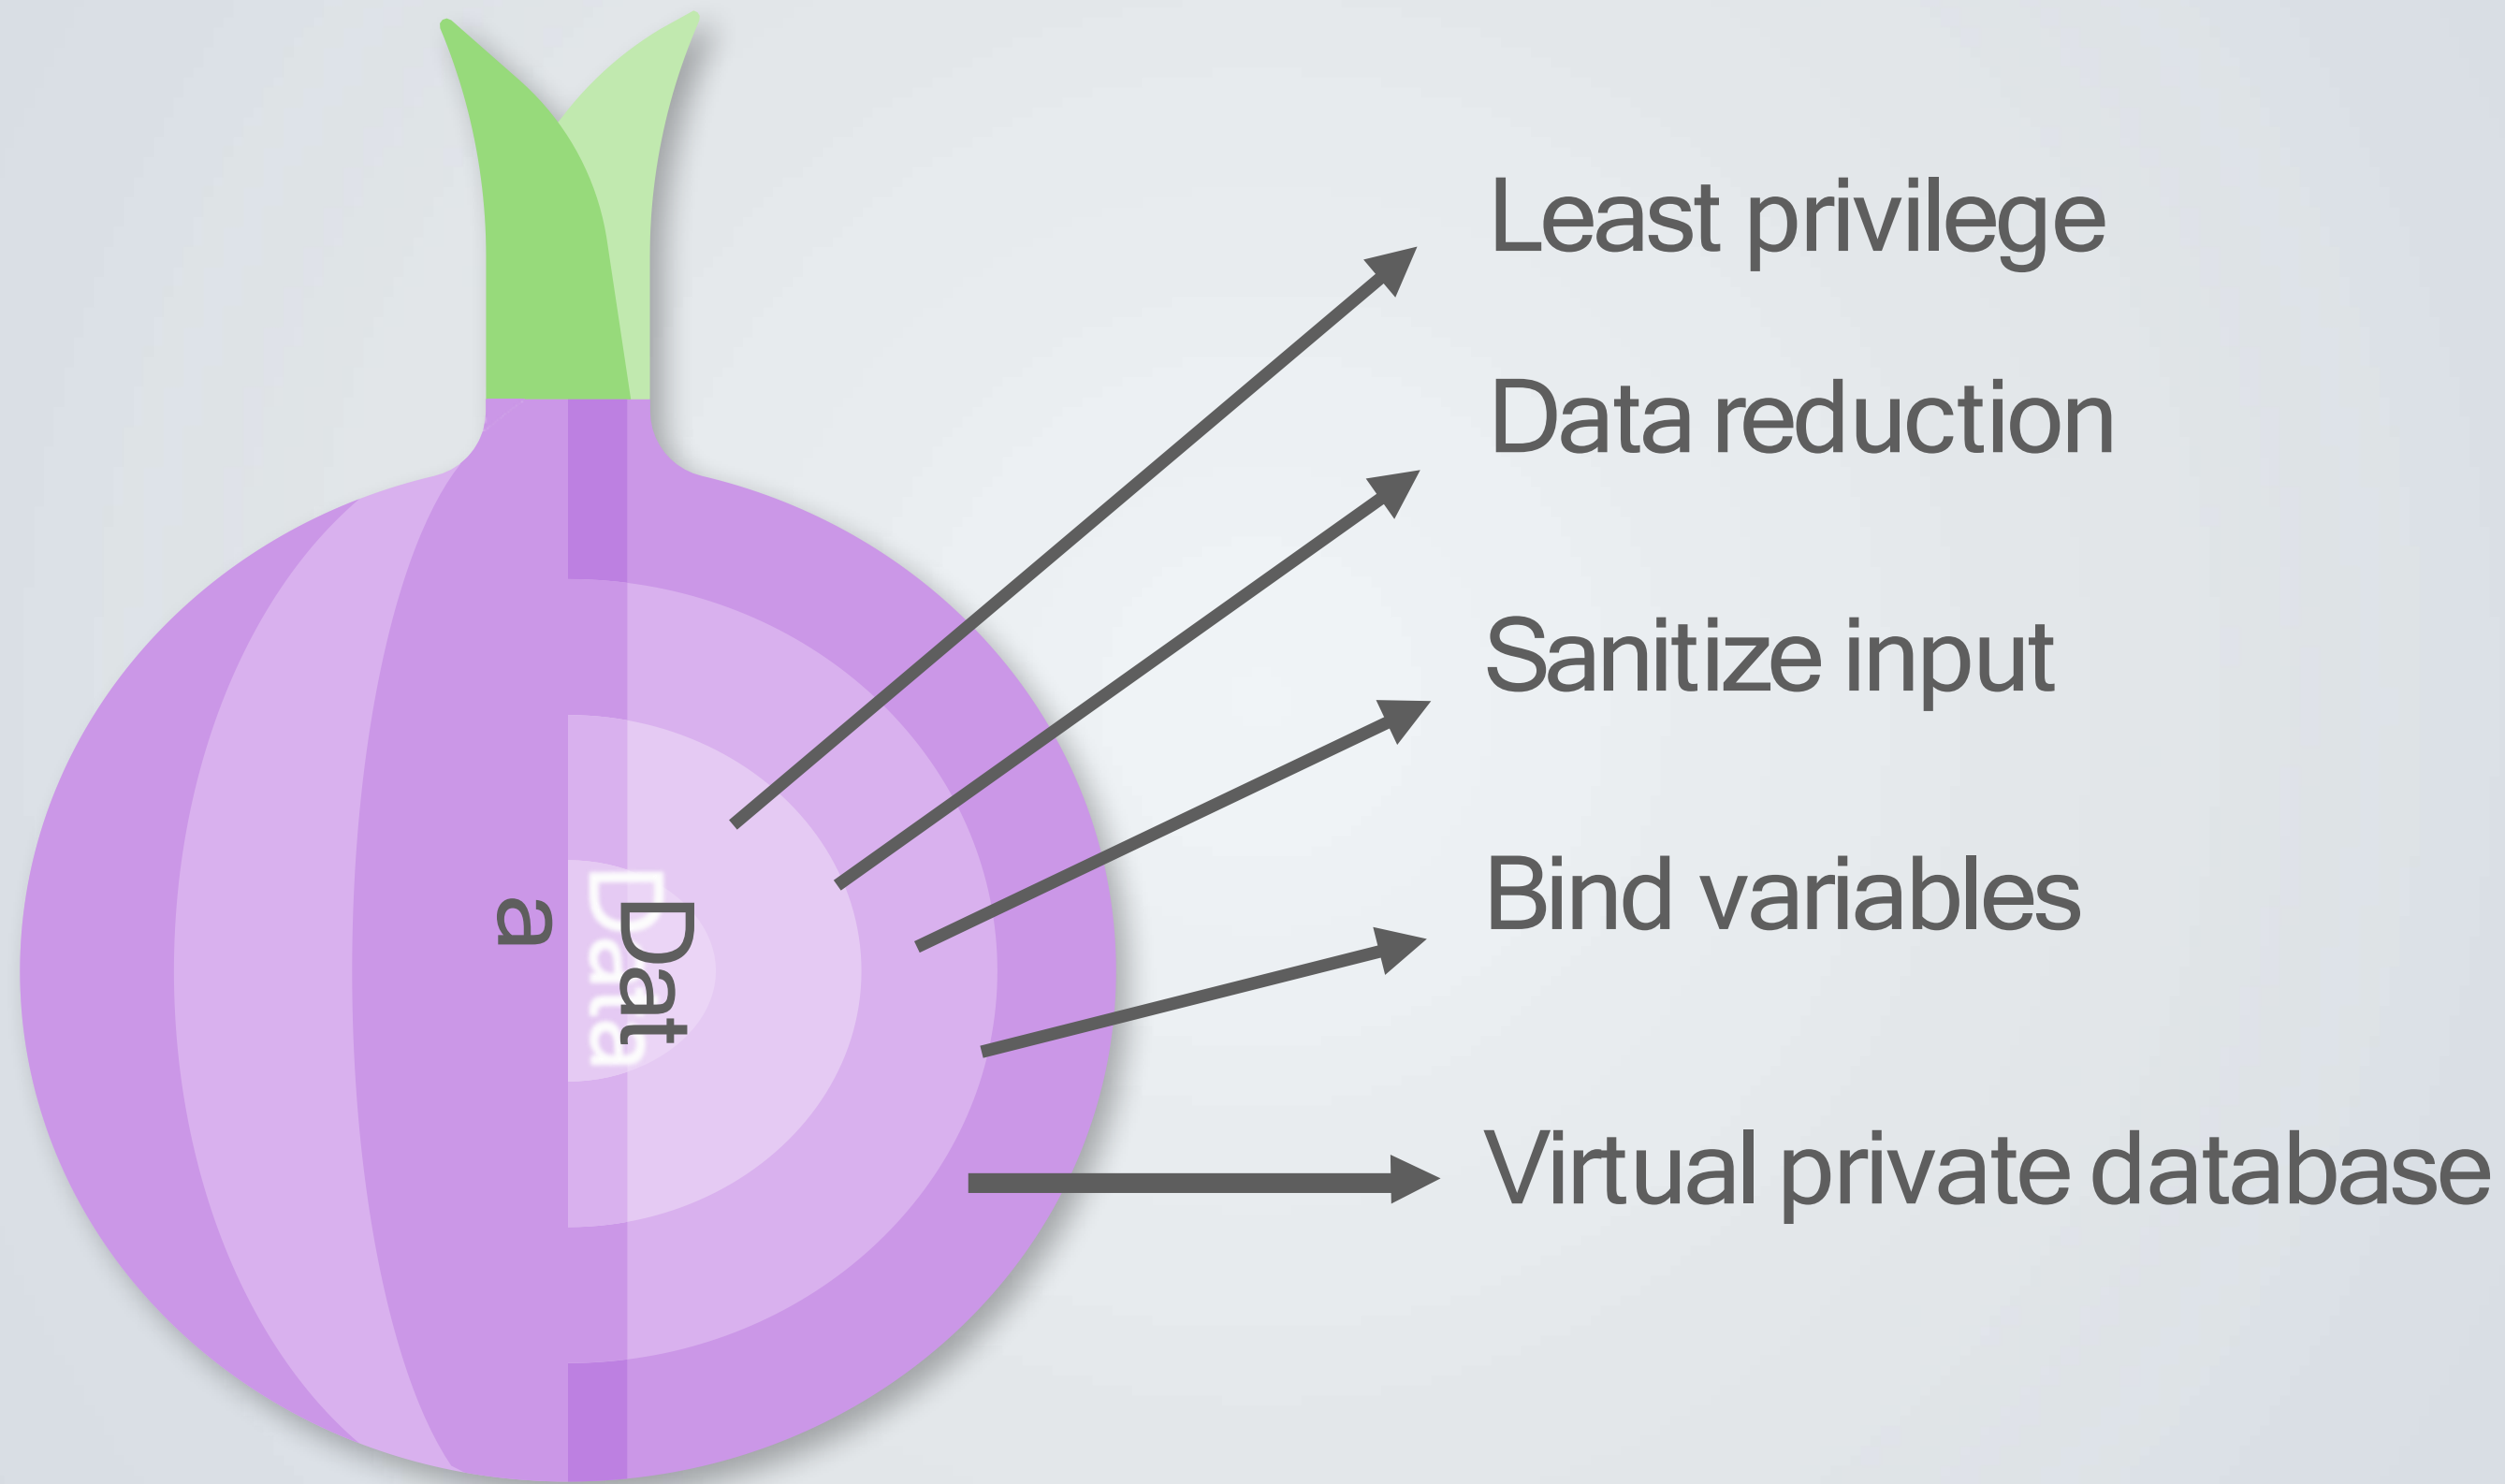 Least privilege
Data reduction
Sanitize input
Bind variables
Data
Dat
a
Virtual private database